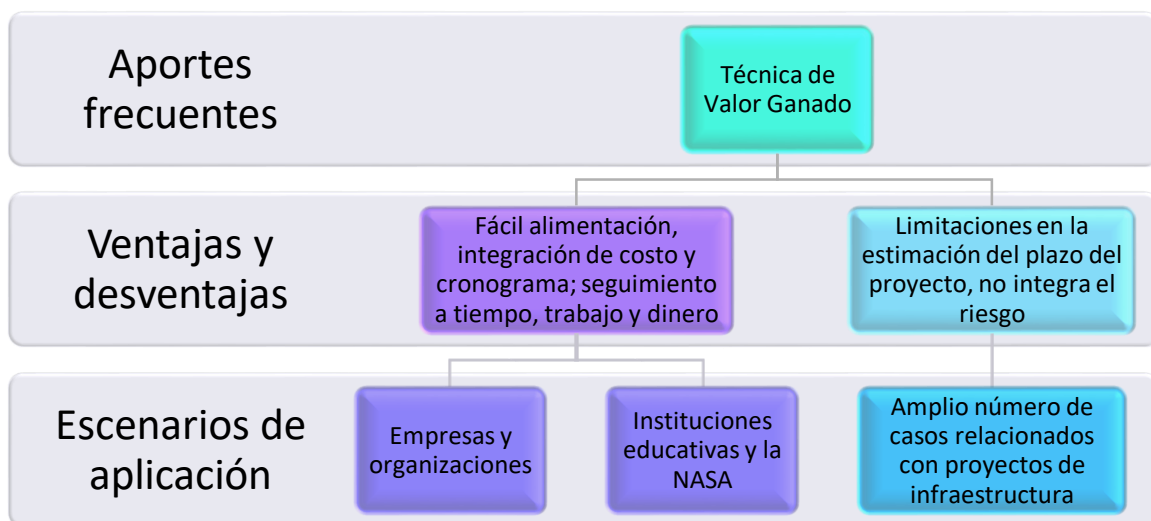 Aportes
frecuentes
Técnica de
Valor Ganado
Ventajas y
desventajas
Fácil alimentación,
integración de costo y
cronograma; seguimiento
a tiempo, trabajo y dinero
Limitaciones en la
estimación del plazo del
proyecto, no integra el
riesgo
Escenarios de
aplicación
Empresas y
organizaciones
Instituciones
educativas y la
NASA
Amplio número de
casos relacionados
con proyectos de
infraestructura